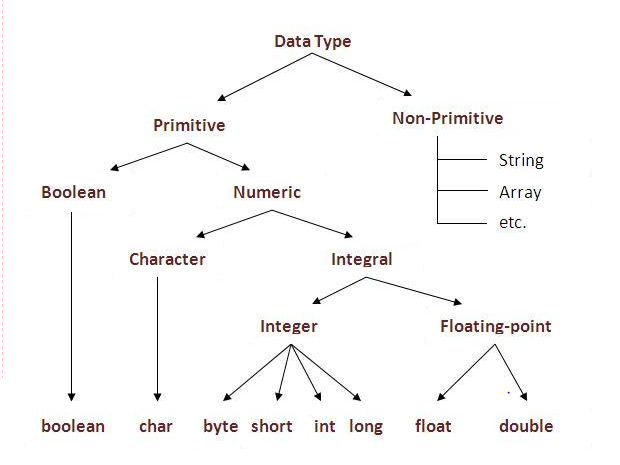 Data Type
Primitive
Non-Primitive
String
Array
etc.
Boolean
Numeric
Character
Integral
Integer
Floating-point
boolean char byte short int long float double